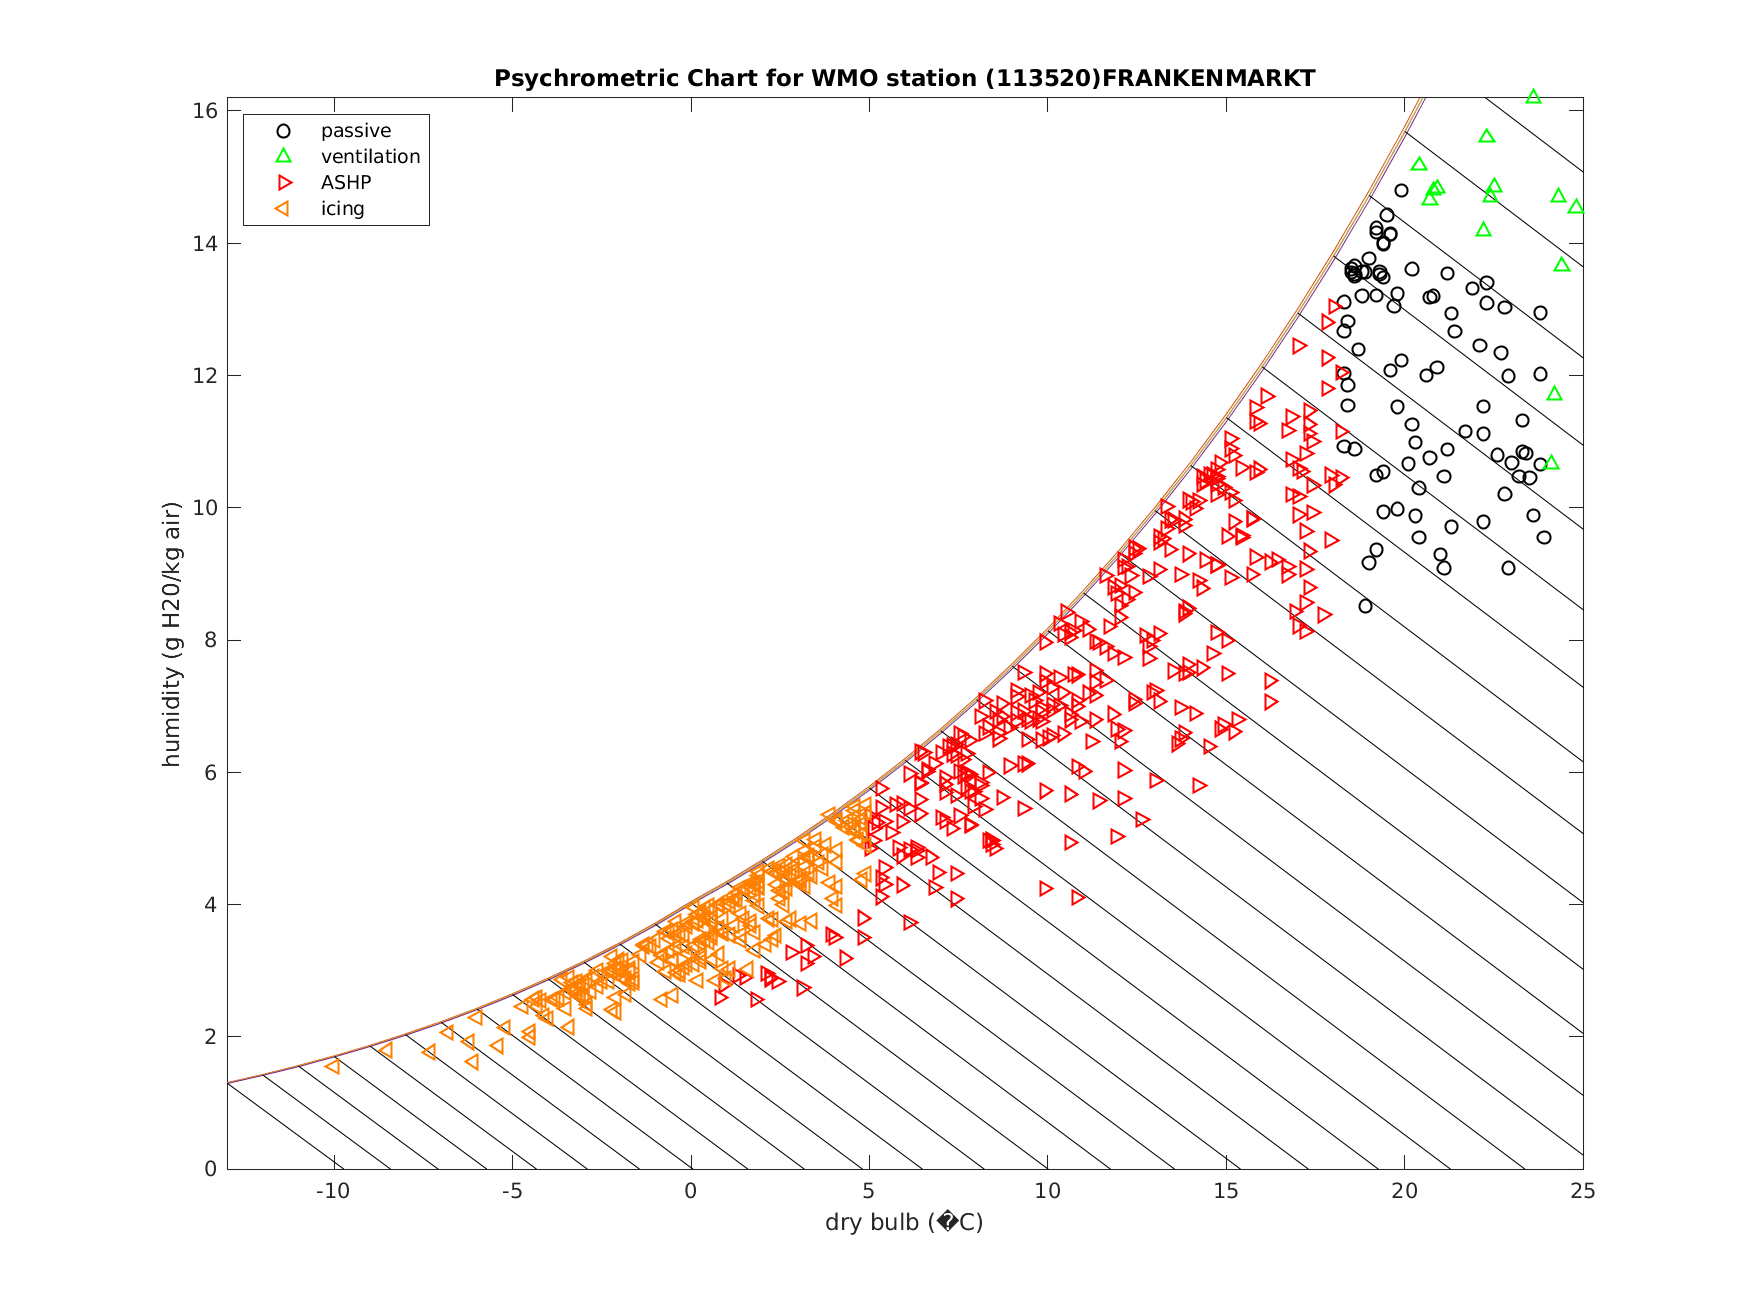 Psychrometric Chart for WMO station (113520)FRANKENMARKT
16
14
12
10
8
6
4
2
0
humidity (g H20/kg air)
passive
ventilation
ASHP
icing
-10
-5
0
5
10
15
20
25
dry bulb (�C)